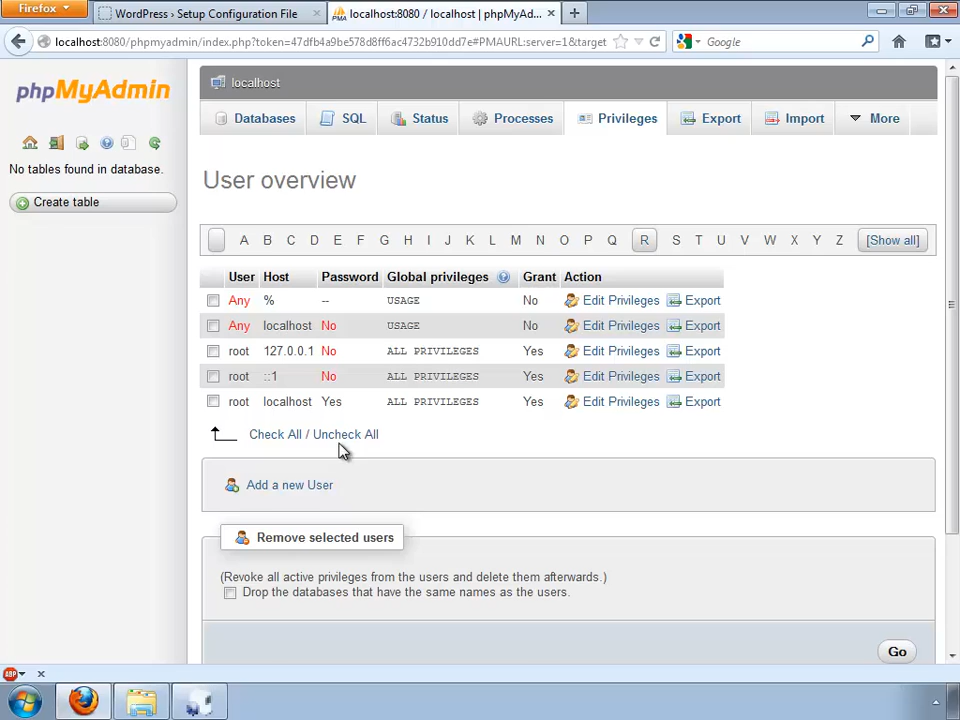 Firefox
WordPress › Setup Configuration File
localhost:8080 / localhost | phpMyAd...
localhost:8080/phpmyadmin/index.php?token=47dfb4a9be578d8ff6ac4732b910dd7e#PMAURL:server=1&target
Google
phpMyAdmin
No tables found in database.
Create table
localhost
Databases SQL Status Processes Privileges Export Import More
User overview
A B C D E F G H I J K L M N O P Q R S T U V W X Y Z [Show all]
User Host Password Global privileges Grant Action
Any % -- USAGE No Edit Privileges Export
Any localhost No USAGE No Edit Privileges Export
root 127.0.0.1 No ALL PRIVILEGES Yes Edit Privileges Export
root ::1 No ALL PRIVILEGES Yes Edit Privileges Export
root localhost Yes ALL PRIVILEGES Yes Edit Privileges Export
Check All / Uncheck All
Add a new User
Remove selected users
(Revoke all active privileges from the users and delete them afterwards.)
Drop the databases that have the same names as the users.
Go
ABP